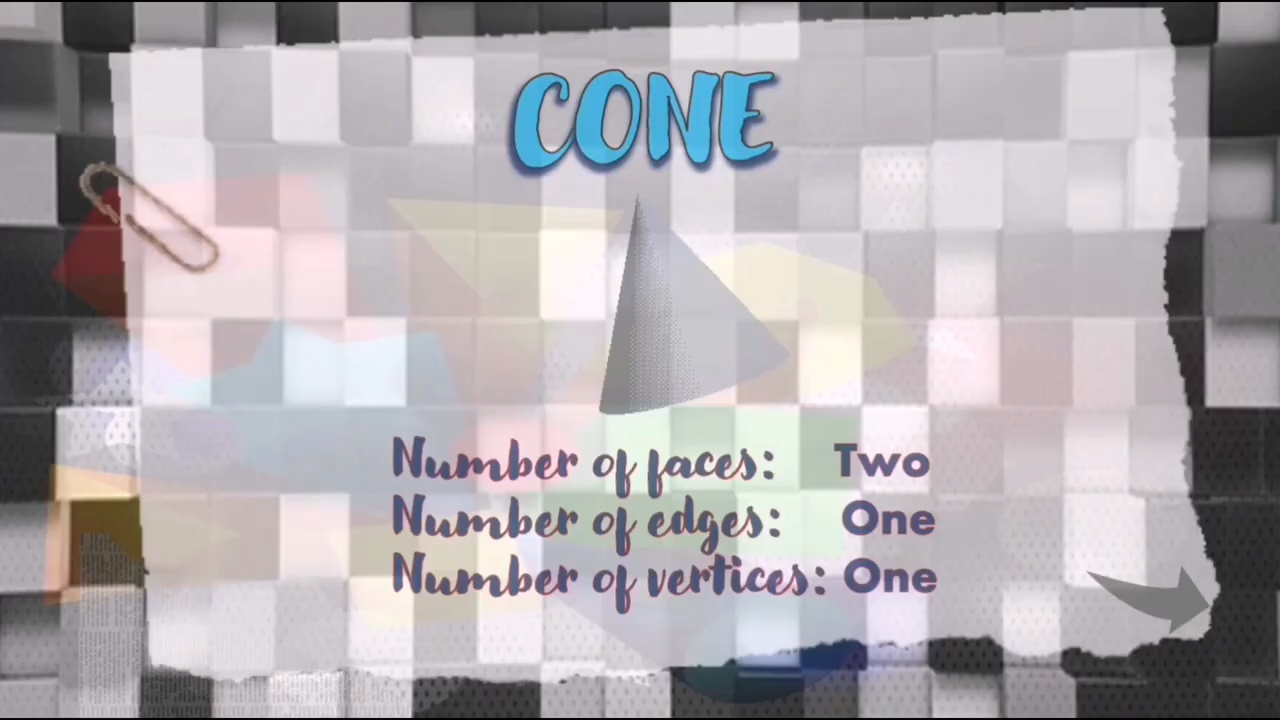 CONE
Number of faces: Two
Number of edges: One
Number of vertices: One